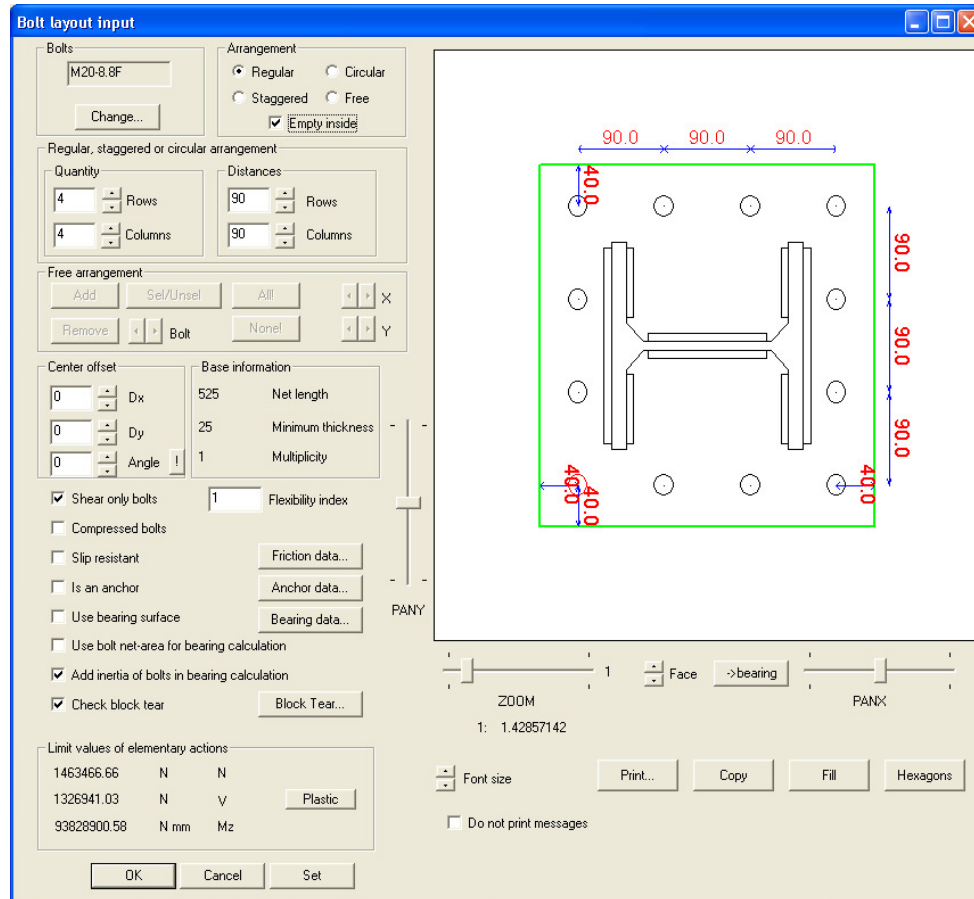 Bolt layout input
Bolts
M20-8.8F
Change...
Arrangement
Regular
Circular
Staggered
Free
Empty inside
Regular, staggered or circular arrangement
Quantity
4 Rows
4 Columns
Distances
90 Rows
90 Columns
Free arrangement
Add
Sel/Unsel
All!
X
Remove
Bolt
None!
Y
Center offset
0 Dx
0 Dy
0 Angle !
Base information
525 Net length
25 Minimum thickness
1 Multiplicity
Shear only bolts
1 Flexibility index
Compressed bolts
Slip resistant
Friction data...
Is an anchor
Anchor data...
Use bearing surface
Bearing data...
Use bolt net-area for bearing calculation
Add inertia of bolts in bearing calculation
Check block tear
Block Tear...
Limit values of elementary actions
1463466.66 N N
1326941.03 N V
93828900.58 N mm Mz
Plastic
OK
Cancel
Set
PANY
90.0 90.0 90.0
40.0
90.0
90.0
90.0
40.0
40.0
40.0
ZOOM
1 Face
->bearing
PANX
1: 1.42857142
Font size
Print...
Copy
Fill
Hexagons
Do not print messages